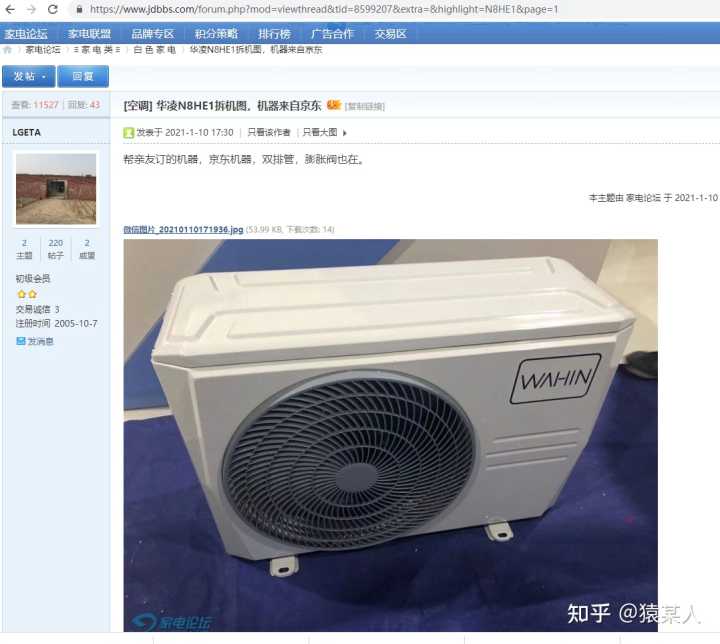 https://www.jdbbs.com/forum.php?mod=viewthread&tid=8599207&extra=&highlight=N8HE1&page=1
家电论坛 家电联盟 品牌专区 积分策略 排行榜 广告合作 交易区
家电论坛 〉 ≡ 家 电 类 ≡ 〉 白 色 家 电 〉 华凌N8HE1拆机图，机器来自京东
发帖 回复
查看: 11527 | 回复: 43
[空调] 华凌N8HE1拆机图，机器来自京东 [复制链接]
LGETA
发表于 2021-1-10 17:30 | 只看该作者 | 只看大图
帮亲友订的机器，京东机器，双排管，膨胀阀也在。
本主题由 家电论坛 于 2021-1-10
微信图片_20210110171936.jpg (53.99 KB, 下载次数: 14)
2 220 2
主题 帖子 威望
初级会员
交易诚信 3
注册时间 2005-10-7
发消息
WAHIN
家电论坛
知乎 @猿某人